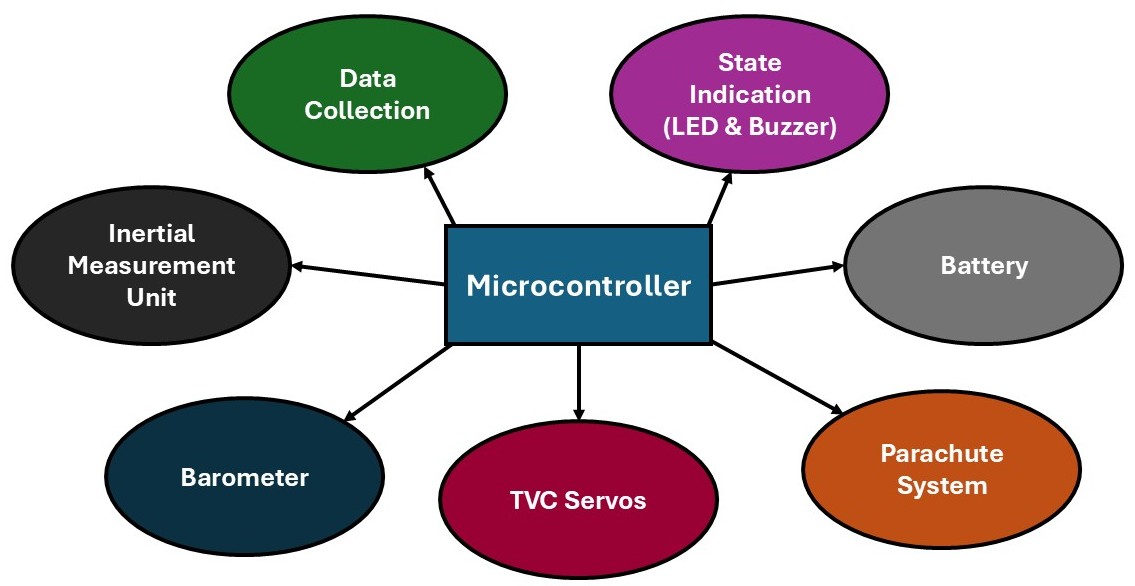 Data
Collection
State
Indication
(LED & Buzzer)
Inertial
Measurement
Unit
Microcontroller
Battery
Barometer
TVC Servos
Parachute
System